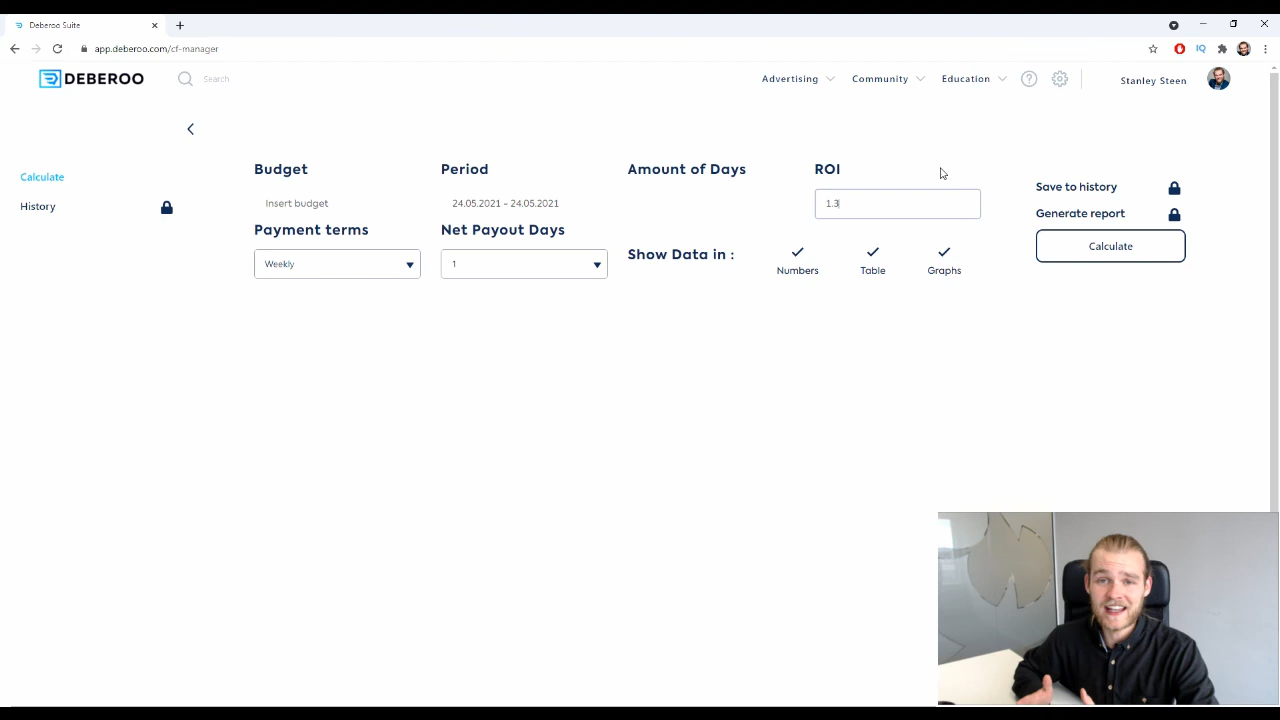 Deberoo Suite
app.deberoo.com/cf-manager
IQ
DEBEROO
Search
Advertising
Community
Education
Stanley Steen
Calculate
History
Budget
Period
Amount of Days
ROI
Insert budget
24.05.2021 - 24.05.2021
1.3
Payment terms
Net Payout Days
Show Data in :
Weekly
1
Numbers
Table
Graphs
Save to history
Generate report
Calculate